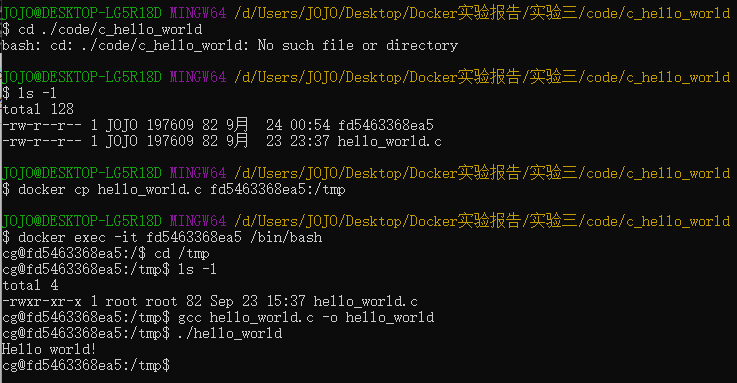 JOJO@DESKTOP-LG5R18D MINGW64 /d/Users/JOJO/Desktop/Docker实验报告/实验三/code/c_hello_world
$ cd ./code/c_hello_world
bash: cd: ./code/c_hello_world: No such file or directory
JOJO@DESKTOP-LG5R18D MINGW64 /d/Users/JOJO/Desktop/Docker实验报告/实验三/code/c_hello_world
$ ls -l
total 128
-rw-r--r-- 1 JOJO 197609 82 9月  24 00:54 fd5463368ea5
-rw-r--r-- 1 JOJO 197609 82 9月  23 23:37 hello_world.c
JOJO@DESKTOP-LG5R18D MINGW64 /d/Users/JOJO/Desktop/Docker实验报告/实验三/code/c_hello_world
$ docker cp hello_world.c fd5463368ea5:/tmp
JOJO@DESKTOP-LG5R18D MINGW64 /d/Users/JOJO/Desktop/Docker实验报告/实验三/code/c_hello_world
$ docker exec -it fd5463368ea5 /bin/bash
cg@fd5463368ea5:/$ cd /tmp
cg@fd5463368ea5:/tmp$ ls -l
total 4
-rwxr-xr-x 1 root root 82 Sep 23 15:37 hello_world.c
cg@fd5463368ea5:/tmp$ gcc hello_world.c -o hello_world
cg@fd5463368ea5:/tmp$ ./hello_world
Hello world!
cg@fd5463368ea5:/tmp$